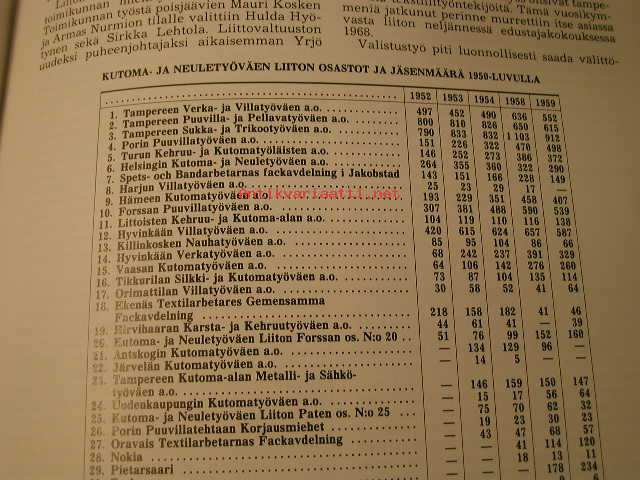 toimikunnan
Toimikunnan työstä poisjäävien Mauri Kosken
ja Armas Nurmion tilalle valittiin Hulda Hyö-
tynen sekä Sirkka Lehtola. Liittovaltuuston
uudeksi puheenjohtajaksi aikaisemman Yrjö
meniä jatkunut perinne murrettiin itse asiassa
vasta liiton neljännessä edustajakokouksessa
1968.
Valistustyö piti luonnollisesti saada valittö-
KUTOMA- JA NEULETYÖVÄEN LIITON OSASTOT JA JÄSENMÄÄRÄ 1950-LUVULLA
1952 1953 1954 1958 1959
1. Tampereen Verka- ja Villatyöväen a.o. 497 452 490 636 552
2. Tampereen Puuvilla- ja Pellavatyöväen a.o. 800 810 826 650 615
3. Tampereen Sukka- ja Trikootyöväen a.o. 790 833 832 1 103 912
4. Porin Puuvillatyöväen a.o. 151 226 322 470 498
5. Turun Kehruu- ja Kutomatyöläisten a.o. 146 252 273 386 372
6. Helsingin Kutoma- ja Neuletyöväen a.o. 264 355 360 322 290
7. Spets- och Bandarbetarnas fackavdelning i Jakobstad 143 151 166 228 149
8. Harjun Villatyöväen a.o. 25 23 29 17 —
9. Hämeen Kutomatyöväen a.o. 193 229 351 458 407
10. Forssan Puuvillatyöväen a.o. 307 381 488 590 539
11. Littoisten Kehruu- ja Kutoma-alan a.o. 104 119 110 116 138
12. Hyvinkään Villatyöväen a.o. 420 615 624 657 587
13. Killinkosken Nauhatyöväen a.o. 85 95 104 86 66
14. Hyvinkään Verkatyöväen a.o. 68 242 237 391 329
15. Vaasan Kutomatyöväen a.o. 64 106 142 276 260
16. Tikkurilan Silkki- ja Kutomatyöväen a.o. 73 87 104 135 114
17. Orimattilan Villatyöväen a.o. 30 58 52 41 64
18. Ekenäs Textilarbetares Gemensamma
Fackavdelning 218 158 182 41 46
19. Hirvihaaran Karsta- ja Kehruutyöväen a.o. 44 61 41 — 39
20. Kutoma- ja Neuletyöväen Liiton Forssan os. N:o 20 51 76 99 152 160
21. Antskogin Kutomatyöväen a.o. — 134 129 96 —
22. Järvelän Kutomatyöväen a.o. — 14 5 — —
23. Tampereen Kutoma-alan Metalli- ja Sähkö-
työväen a.o. — 146 159 150 147
24. Uudenkaupungin Kutomatyöväen a.o. — 15 17 56 64
25. Kutoma- ja Neuletyöväen Liiton Paten os. N:o 25 — 75 70 62 32
26. Porin Puuvillatehtaan Korjausmiehet — 19 23 30 23
27. Oravais Textilarbetarnas Fackavdelning — 43 47 68 57
28. Nokia — — 41 114 120
29. Pietarsaari — — 18 13 11
— — — 178 234
Antikvariaatii.net